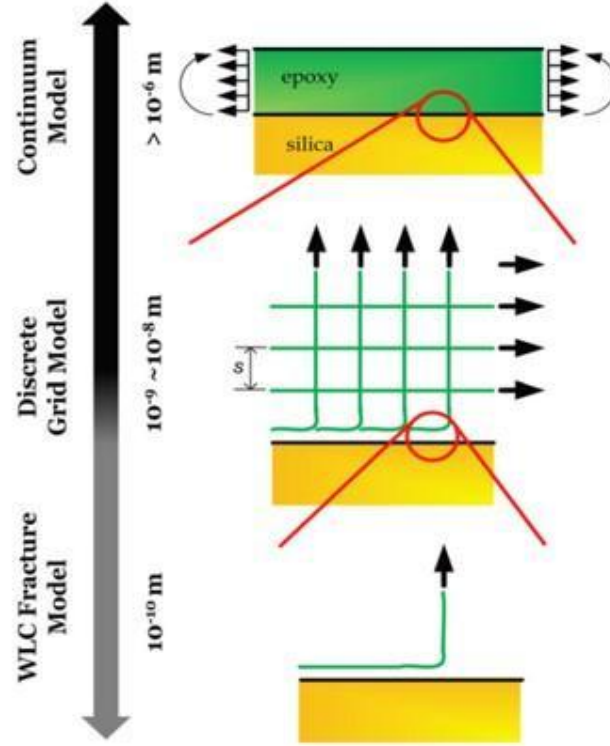 Continuum
Model
> 10⁻⁶ m
epoxy
silica
Discrete
Grid Model
10⁻⁹ ~10⁻⁸ m
s
WLC Fracture
Model
10⁻¹⁰ m